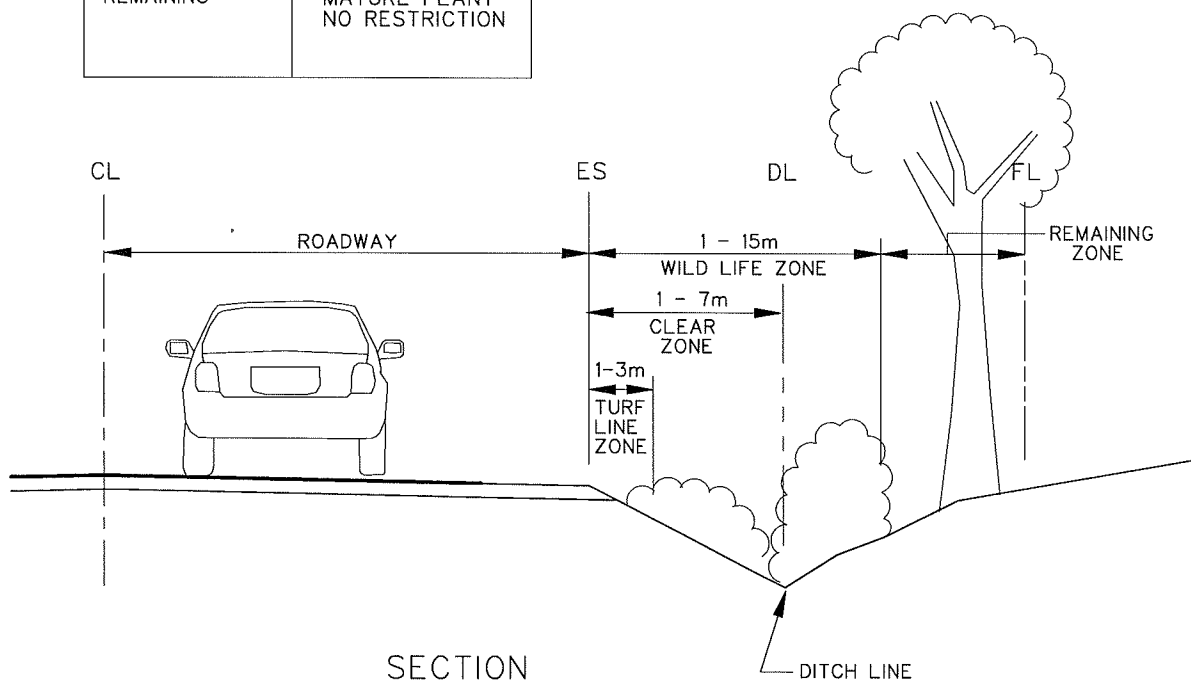 REMAINING
MATURE PLANT
NO RESTRICTION
CL
ES
DL
FL
ROADWAY
1 - 15m
WILD LIFE ZONE
REMAINING
ZONE
1 - 7m
CLEAR
ZONE
1-3m
TURF
LINE
ZONE
SECTION
DITCH LINE